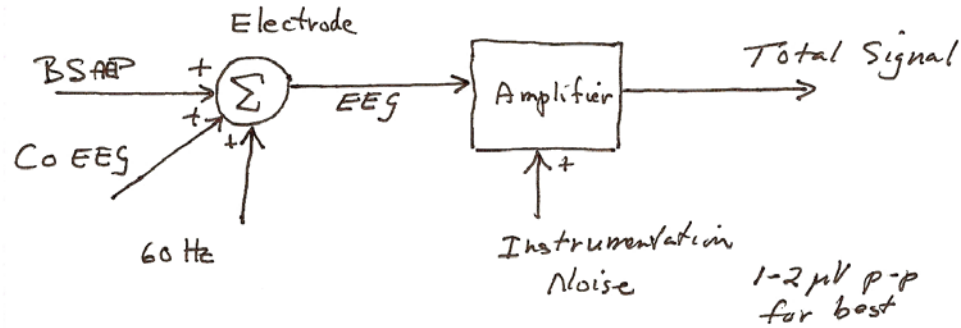 Electrode
BSAEP
+
Σ
EEG
Amplifier
Total Signal
+
+
+
Co EEG
60 Hz
Instrumentation
Noise
1-2 μV p-p
for best